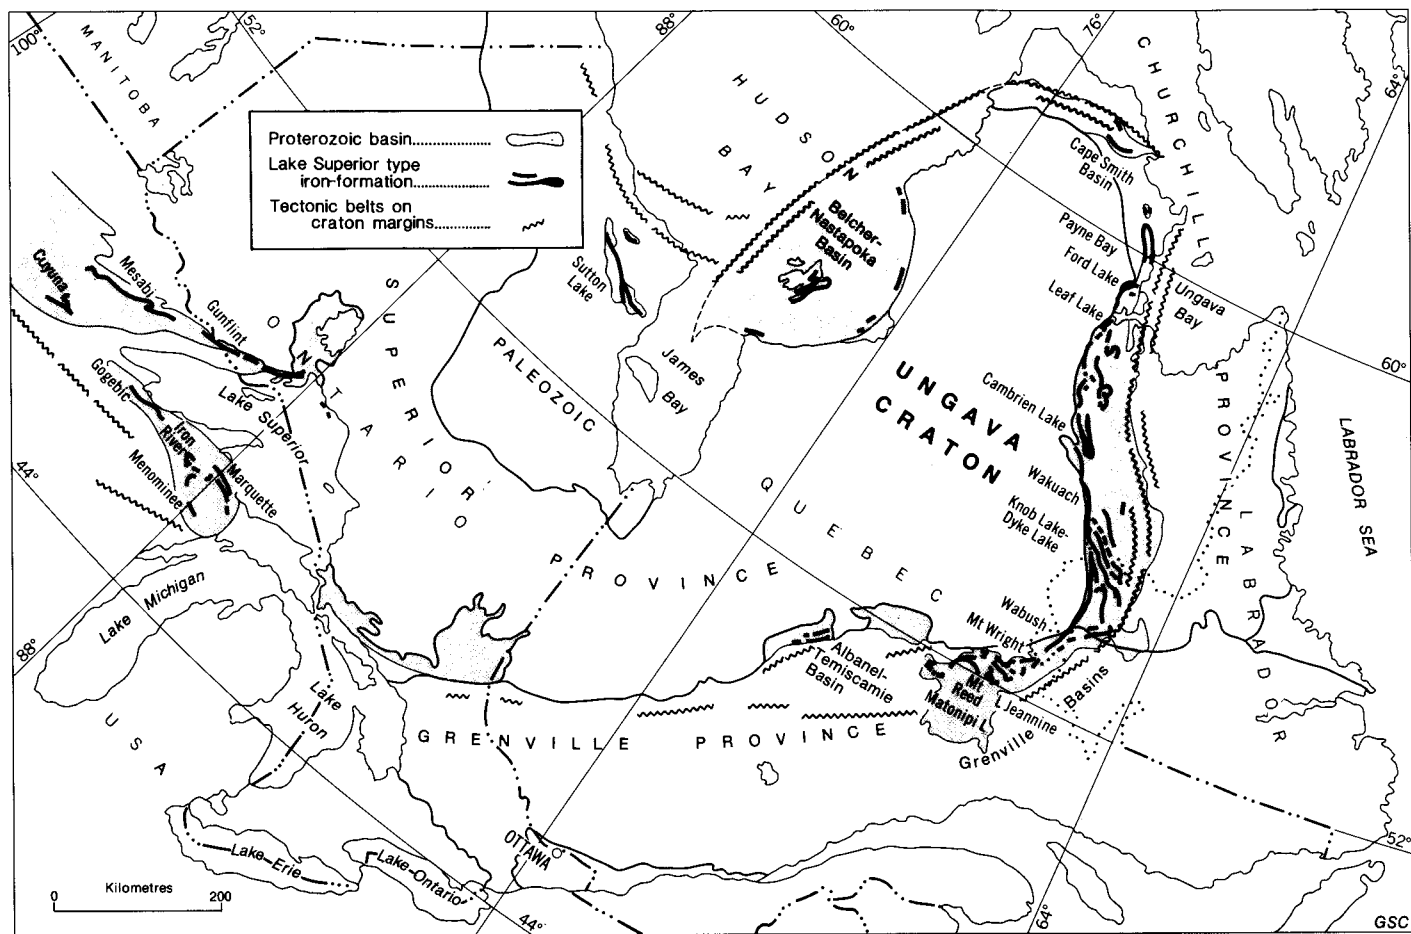 100°
52°
88°
60°
76°
64°
MANITOBA
HUDSON
BAY
CHURCHILL
PROVINCE
Proterozoic basin
Lake Superior type
iron-formation
Tectonic belts on
craton margins
Cape Smith
Basin
Belcher-
Nastapoka
Basin
Payne Bay
Ford Lake
Leaf Lake
Ungava
Bay
Sutton
Lake
Cuyuna
Mesabi
Gunflint
ONTARIO
SUPERIOR
PROVINCE
PALEOZOIC
James
Bay
UNGAVA
CRATON
Cambrien Lake
60°
LABRADOR SEA
Gogebic
Iron
River
Lake Superior
Menominee
Marquette
44°
QUEBEC
Wakuach
Knob Lake-
Dyke Lake
LABRADOR
Lake Michigan
88°
Wabush
Mt Wright
Albanel-
Temiscamie
Basin
Mt
Reed
Matonipi L
L Jeannine
Grenville Basins
USA
Lake
Huron
GRENVILLE PROVINCE
OTTAWA
Lake Erie
Lake Ontario
52°
Kilometres
0 200
44°
64°
GSC